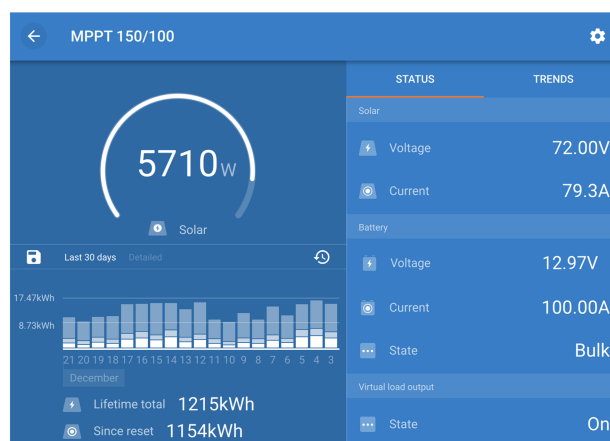 MPPT 150/100
5710W
Solar
Last 30 days Detailed
17.47kWh
8.73kWh
21 20 19 18 17 16 15 14 13 12 11 10 9 8 7 6 5 4 3
December
Lifetime total 1215kWh
Since reset 1154kWh
STATUS TRENDS
Solar
Voltage 72.00V
Current 79.3A
Battery
Voltage 12.97V
Current 100.00A
State Bulk
Virtual load output
State On